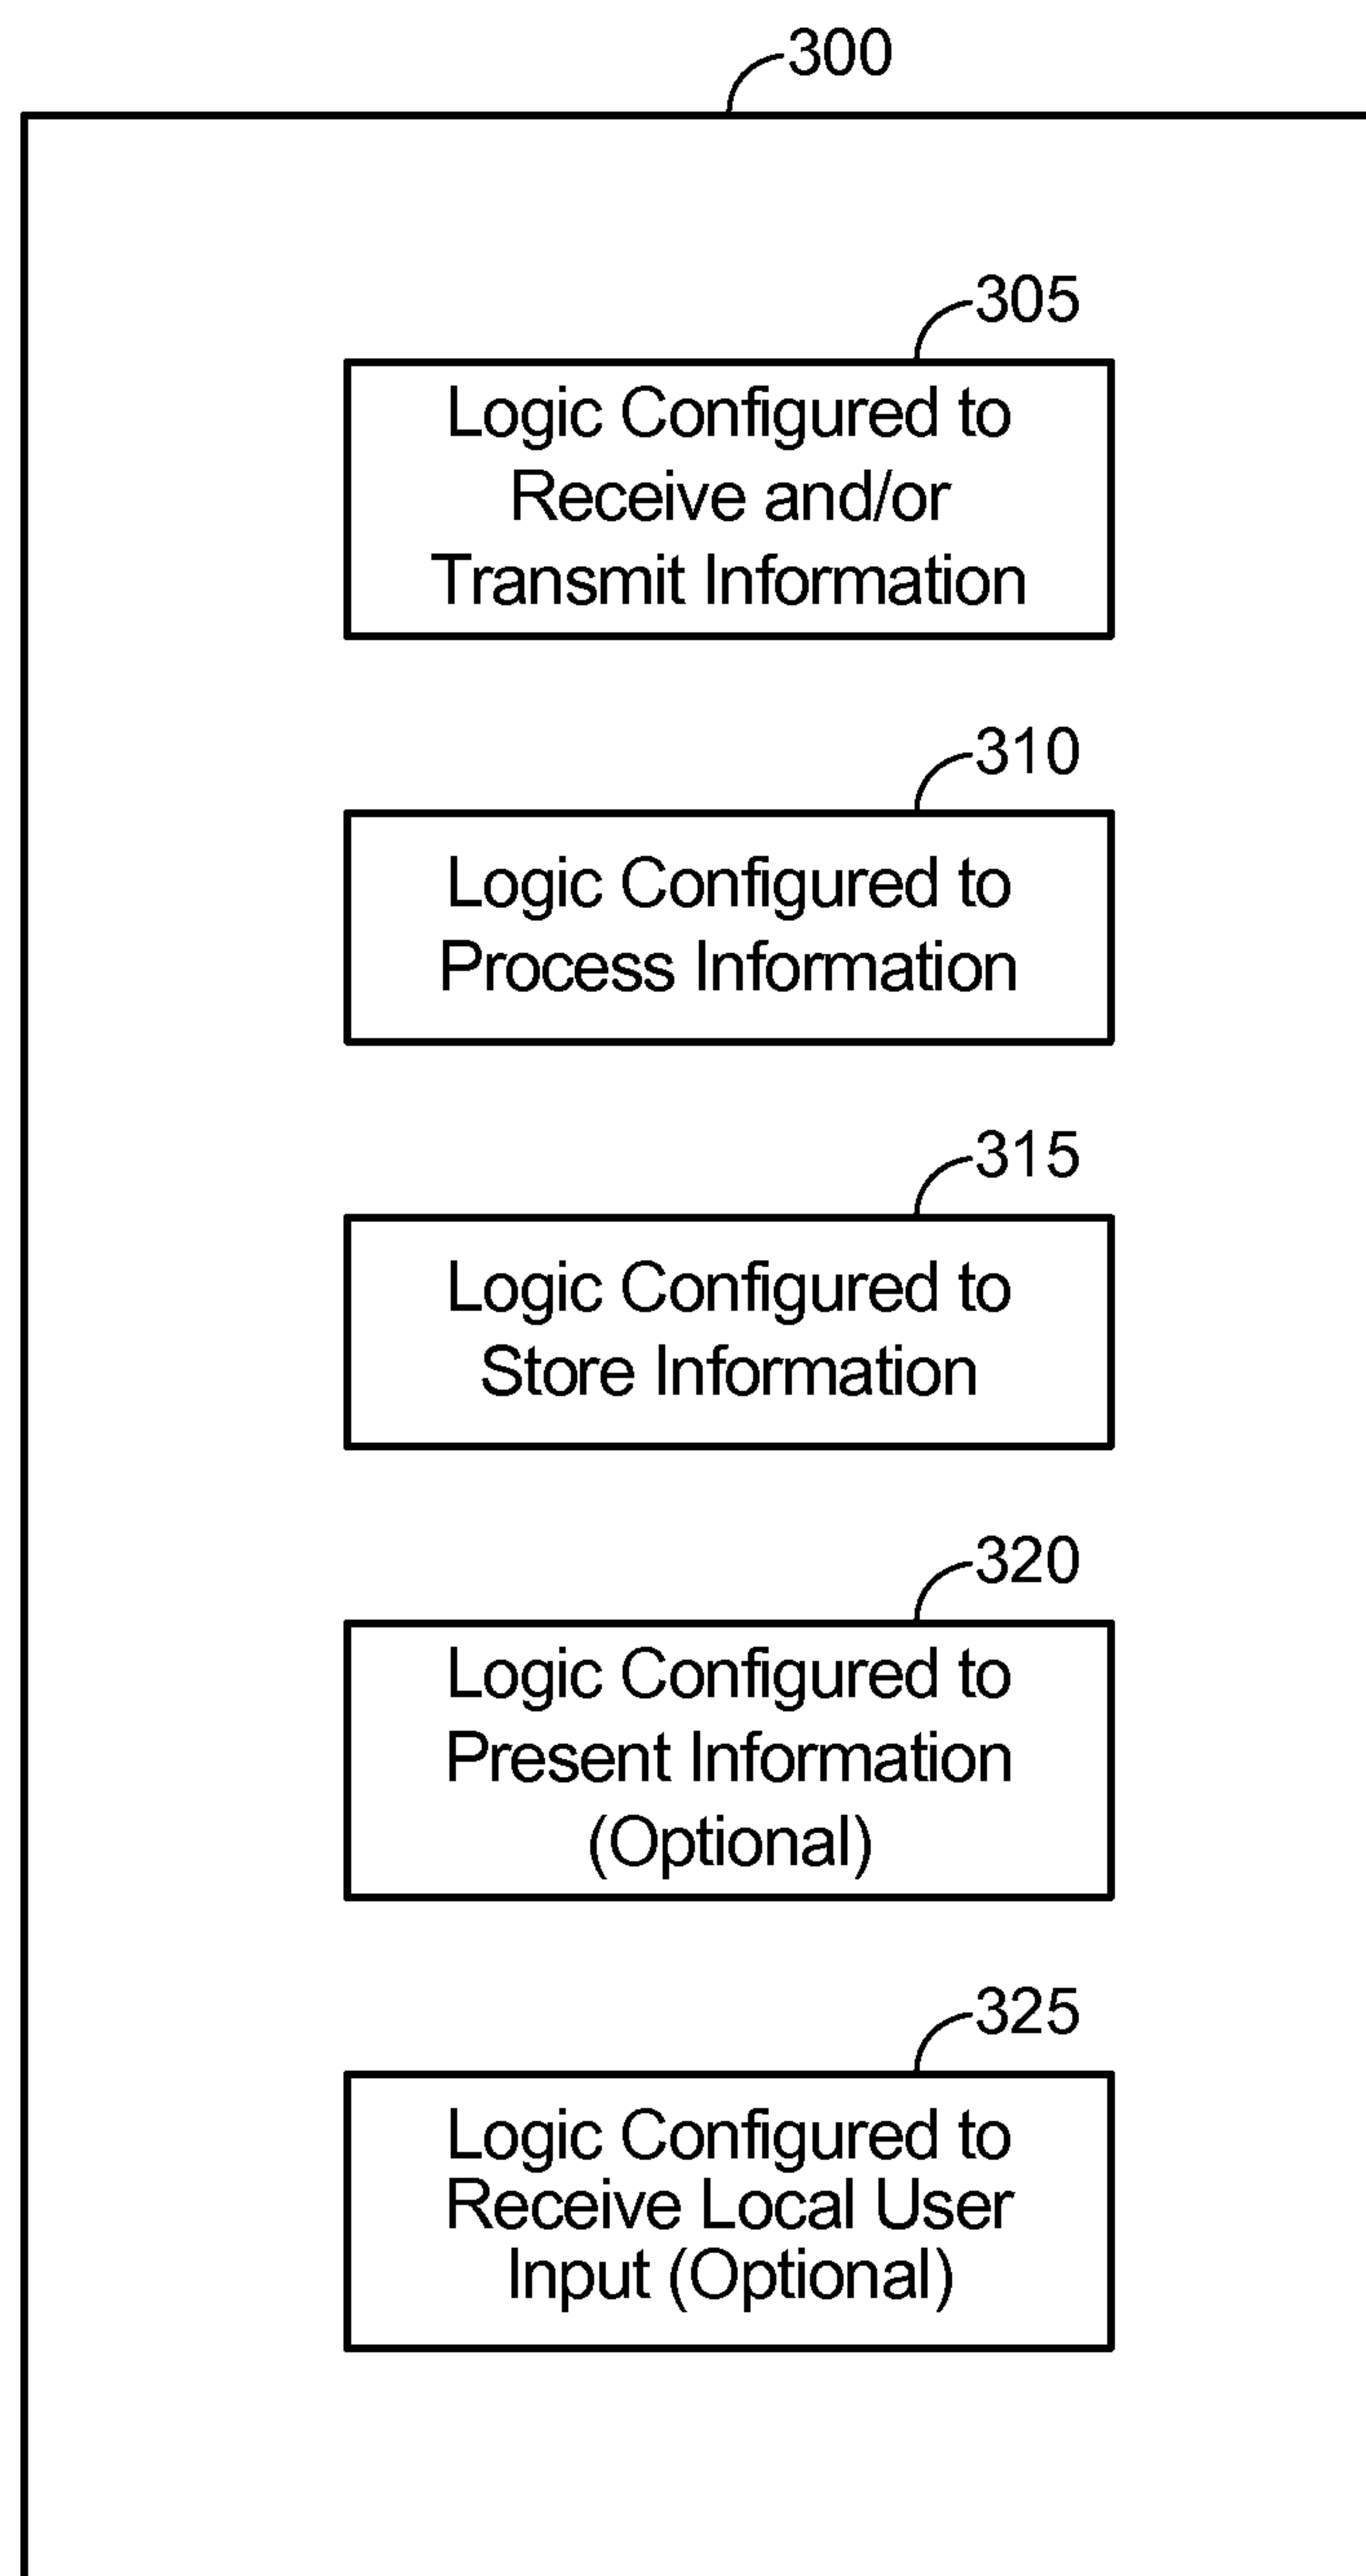 300
305
Logic Configured to
Receive and/or
Transmit Information
310
Logic Configured to
Process Information
315
Logic Configured to
Store Information
320
Logic Configured to
Present Information
(Optional)
325
Logic Configured to
Receive Local User
Input (Optional)